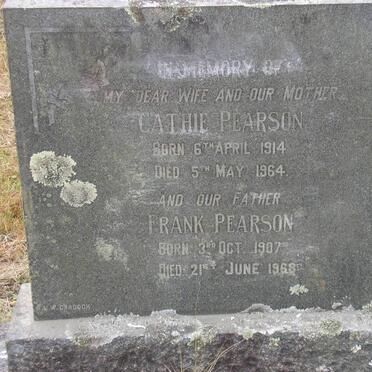 IN MEMORY OF
MY DEAR WIFE AND OUR MOTHER
CATHIE PEARSON
BORN 6TH APRIL 1914
DIED 5TH MAY 1964
AND OUR FATHER
FRANK PEARSON
BORN 3RD OCT. 1907
DIED 21ST JUNE 1968
CRADOCK